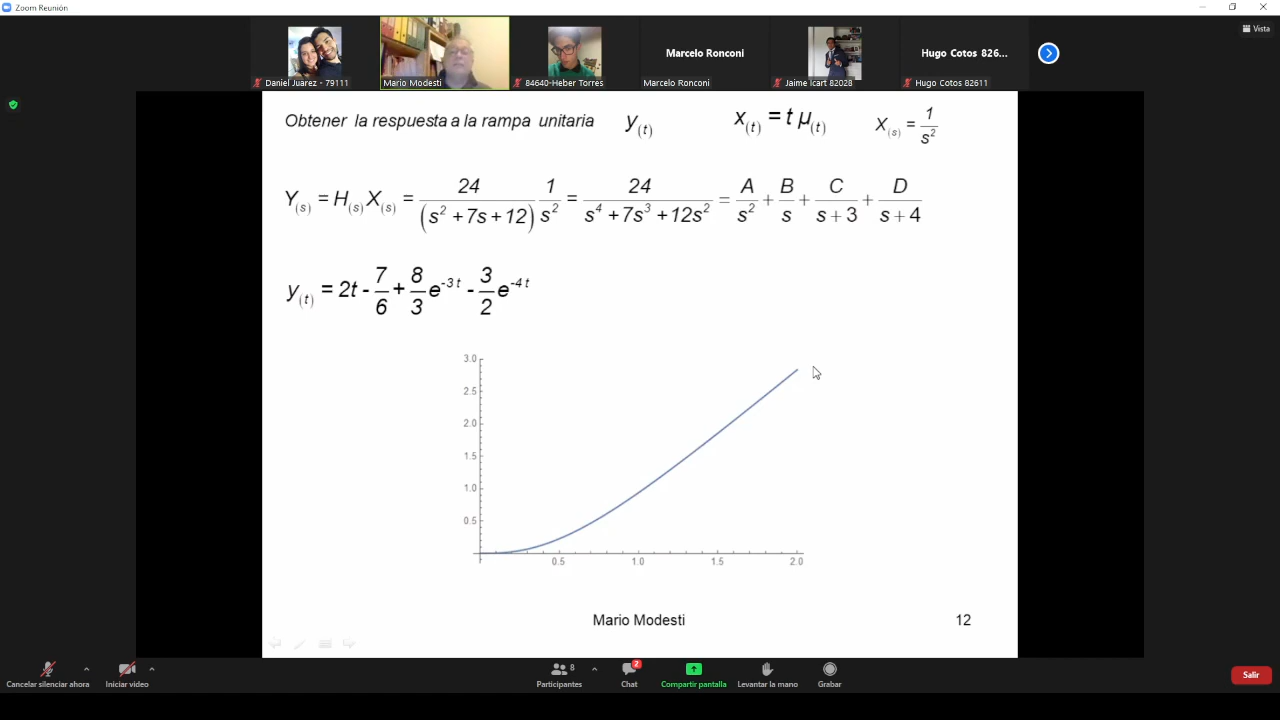 Zoom Reunión
Vista
Daniel Juarez - 79111
Mario Modesti
84640-Heber Torres
Marcelo Ronconi
Marcelo Ronconi
Jaime Icart 82028
Hugo Cotos 826...
Hugo Cotos 82611
Obtener la respuesta a la rampa unitaria y(t) x(t) = t μ(t) X(s) = 1/s²
Y(s) = H(s) X(s) = 24/(s² + 7s + 12) 1/s² = 24/(s⁴ + 7s³ + 12s²) = A/s² + B/s + C/(s + 3) + D/(s + 4)
y(t) = 2t - 7/6 + 8/3 e^-3t - 3/2 e^-4t
3.0
2.5
2.0
1.5
1.0
0.5
0.5 1.0 1.5 2.0
Mario Modesti 12
Cancelar silenciar ahora
Iniciar video
8
Participantes
2
Chat
Compartir pantalla
Levantar la mano
Grabar
Salir